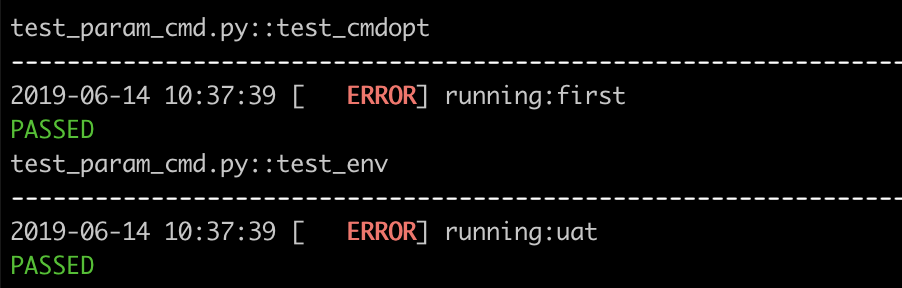 test_param_cmd.py::test_cmdopt
----------------------------------------------------------------
2019-06-14 10:37:39 [   ERROR] running:first
PASSED
test_param_cmd.py::test_env
----------------------------------------------------------------
2019-06-14 10:37:39 [   ERROR] running:uat
PASSED